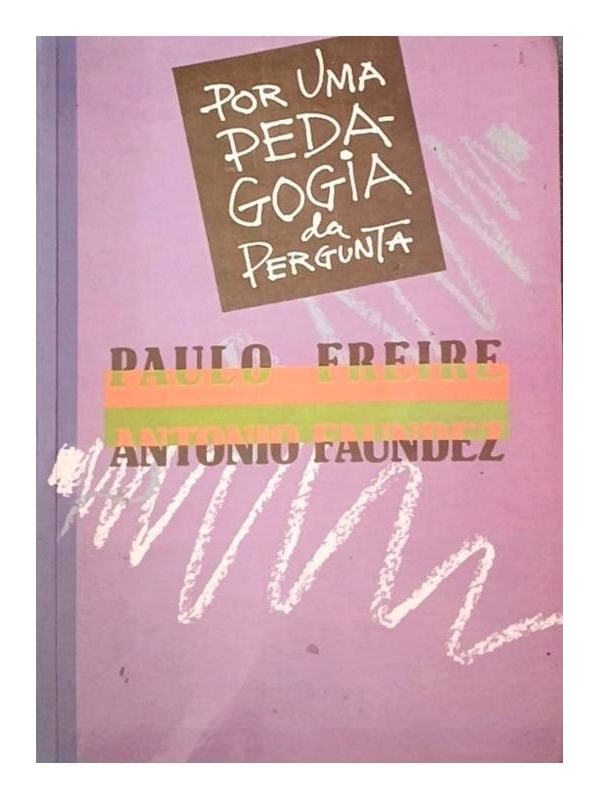 POR UMA
PEDA-
GOGiA
da
PERGUNTA
PAULO FREIRE
ANTONIO FAUNDEZ